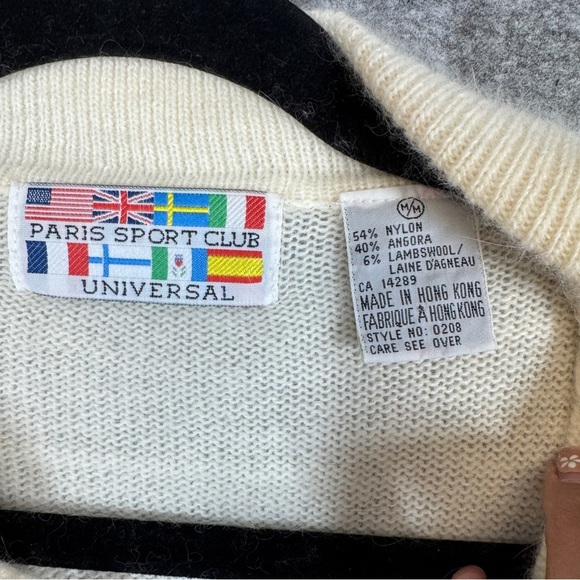 PARIS SPORT CLUB
UNIVERSAL
M/M
54% NYLON
40% ANGORA
6% LAMBSWOOL/
LAINE D'AGNEAU
CA 14289
MADE IN HONG KONG
FABRIQUE À HONG KONG
STYLE NO: 0208
CARE SEE OVER